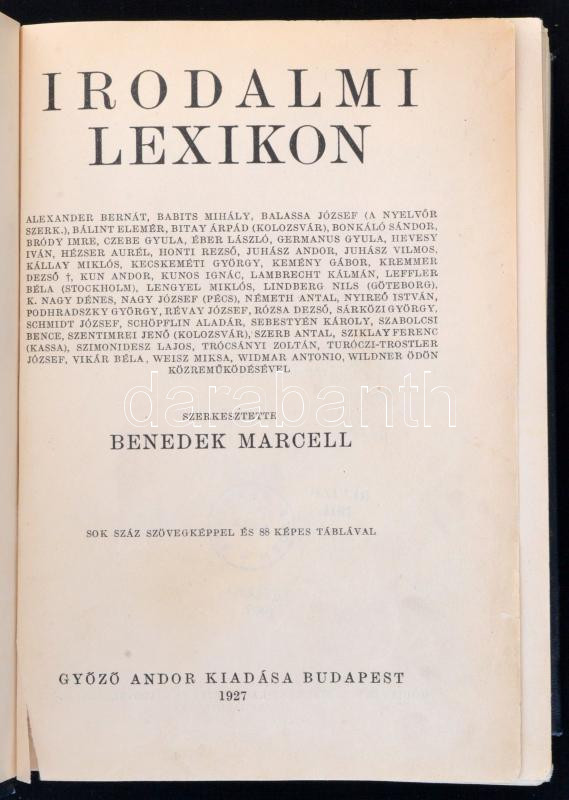 IRODALMI
LEXIKON
ALEXANDER BERNÁT, BABITS MIHÁLY, BALASSA JÓZSEF (A NYELVŐR
SZERK.), BÁLINT ELEMÉR, BITAY ÁRPÁD (KOLOZSVÁR), BONKÁLÓ SÁNDOR,
BRÓDY IMRE, CZEBE GYULA, ÉBER LÁSZLÓ, GERMANUS GYULA, HEVESY
IVÁN, HÉZSER AURÉL, HONTI REZSŐ, JUHÁSZ ANDOR, JUHÁSZ VILMOS,
KÁLLAY MIKLÓS, KECSKEMÉTI GYÖRGY, KEMÉNY GÁBOR, KREMMER
DEZSŐ †, KUN ANDOR, KUNOS IGNÁC, LAMBRECHT KÁLMÁN, LEFFLER
BÉLA (STOCKHOLM), LENGYEL MIKLÓS, LINDBERG NILS (GÖTEBORG),
K. NAGY DÉNES, NAGY JÓZSEF (PÉCS), NÉMETH ANTAL, NYIREŐ ISTVÁN,
PODHRADSZKY GYÖRGY, RÉVAY JÓZSEF, RÓZSA DEZSŐ, SÁRKÖZI GYÖRGY,
SCHMIDT JÓZSEF, SCHÖPFLIN ALADÁR, SEBESTYÉN KÁROLY, SZABOLCSI
BENCE, SZENTIMREI JENŐ (KOLOZSVÁR), SZERB ANTAL, SZIKLAY FERENC
(KASSA), SZIMONIDESZ LAJOS, TRÓCSÁNYI ZOLTÁN, TURÓCZI-TROSTLER
JÓZSEF, VIKÁR BÉLA, WEISZ MIKSA, WIDMAR ANTONIO, WILDNER ÖDÖN
KÖZREMŰKÖDÉSÉVEL
darabanth
SZERKESZTETTE
BENEDEK MARCELL
SOK SZÁZ SZÖVEGKÉPPEL ÉS 88 KÉPES TÁBLÁVAL
GYŐZŐ ANDOR KIADÁSA BUDAPEST
1927